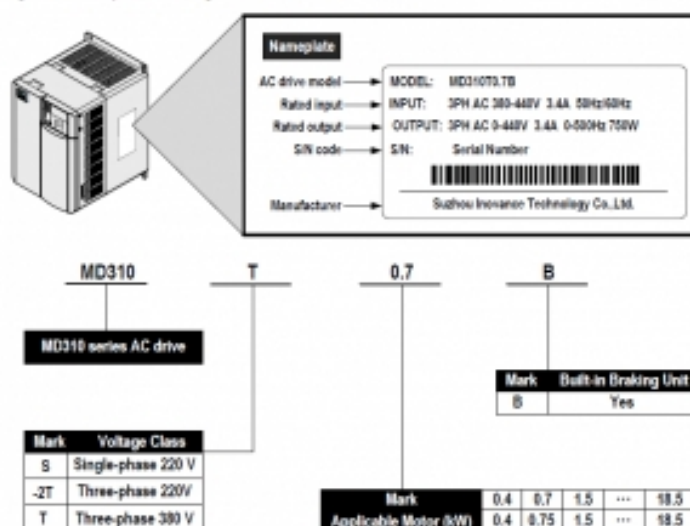 Nameplate
AC drive model
MODEL: MD310T0.7B
Rated input
INPUT: 3PH AC 380-440V 3.4A 50Hz/60Hz
Rated output
OUTPUT: 3PH AC 0-440V 3.4A 0-500Hz 750W
S/N code
S/N: Serial Number
Manufacturer
Suzhou Inovance Technology Co.,Ltd.
MD310 T 0.7 B
MD310 series AC drive
Mark Built-in Braking Unit
B Yes
Mark Voltage Class
S Single-phase 220 V
-2T Three-phase 220V
T Three-phase 380 V
Mark 0.4 0.7 1.5 ... 18.5
Applicable Motor (kW) 0.4 0.75 1.5 ... 18.5